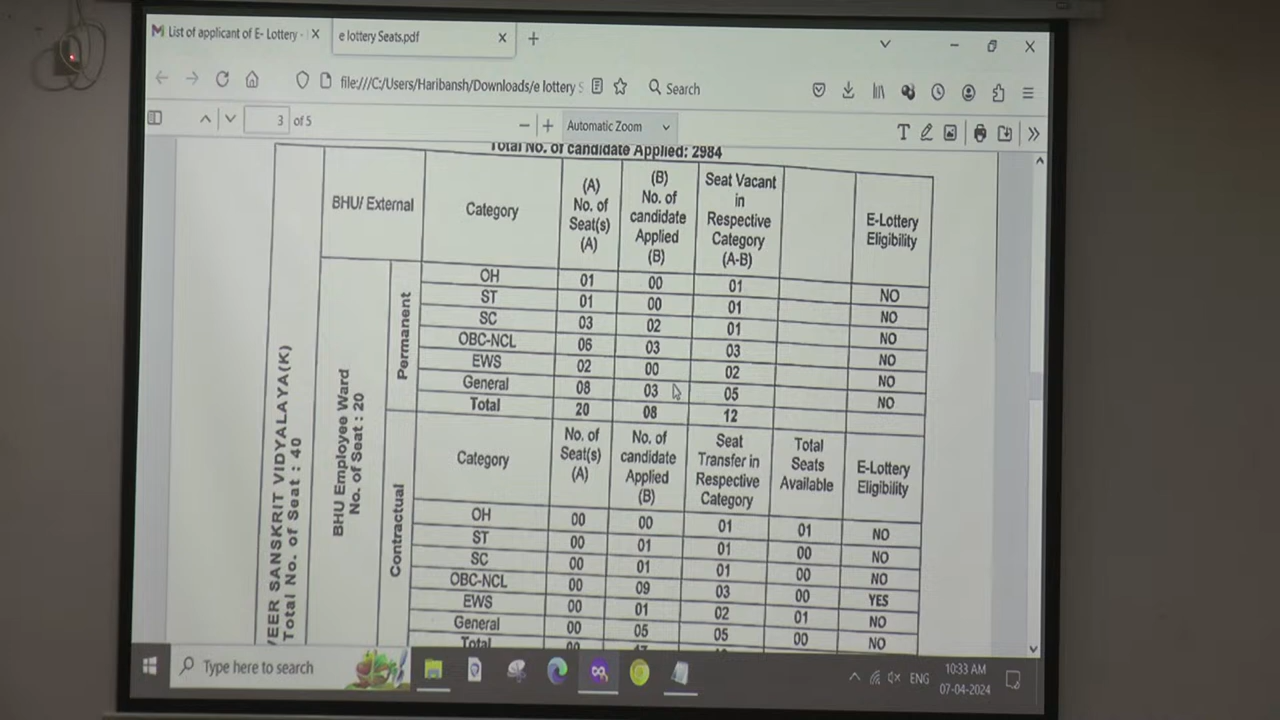 List of applicant of E- Lottery -
e lottery Seats.pdf
file:///C:/Users/Haribansh/Downloads/e lottery S
Search
3 of 5
Automatic Zoom
Total No. of candidate Applied: 2984
BHU/ External
Category
(A) No. of Seat(s) (A)
(B) No. of candidate Applied (B)
Seat Vacant in Respective Category (A-B)
E-Lottery Eligibility
VEER SANSKRIT VIDYALAYA(K)
Total No. of Seat : 40
BHU Employee Ward
No. of Seat : 20
Permanent
OH 01 00 01 NO
ST 01 00 01 NO
SC 03 02 01 NO
OBC-NCL 06 03 03 NO
EWS 02 00 02 NO
General 08 03 05 NO
Total 20 08 12
Contractual
Category
No. of Seat(s) (A)
No. of candidate Applied (B)
Seat Transfer in Respective Category
Total Seats Available
E-Lottery Eligibility
OH 00 00 01 01 NO
ST 00 01 01 00 NO
SC 00 01 01 00 NO
OBC-NCL 00 09 03 00 YES
EWS 00 01 02 01 NO
General 00 05 05 00 NO
Total 00
Type here to search
ENG
10:33 AM
07-04-2024